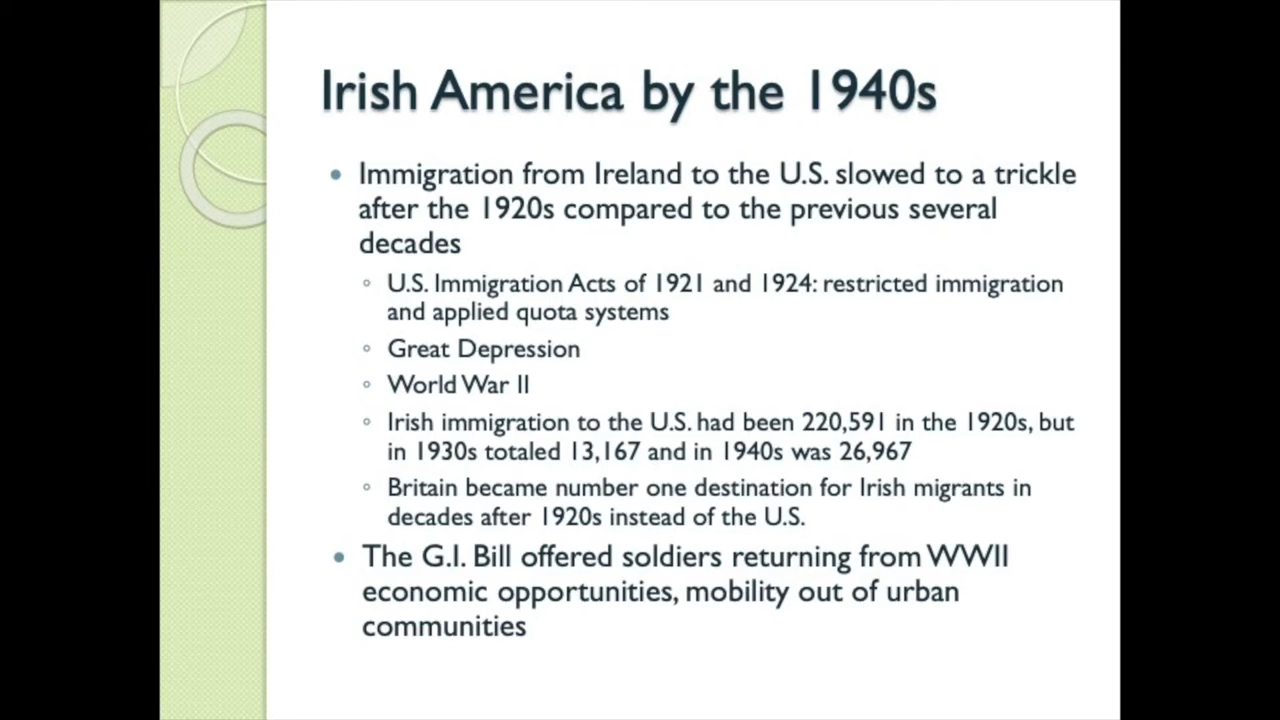 Irish America by the 1940s
• Immigration from Ireland to the U.S. slowed to a trickle
after the 1920s compared to the previous several
decades
◦ U.S. Immigration Acts of 1921 and 1924: restricted immigration
and applied quota systems
◦ Great Depression
◦ World War II
◦ Irish immigration to the U.S. had been 220,591 in the 1920s, but
in 1930s totaled 13,167 and in 1940s was 26,967
◦ Britain became number one destination for Irish migrants in
decades after 1920s instead of the U.S.
• The G.I. Bill offered soldiers returning from WWII
economic opportunities, mobility out of urban
communities